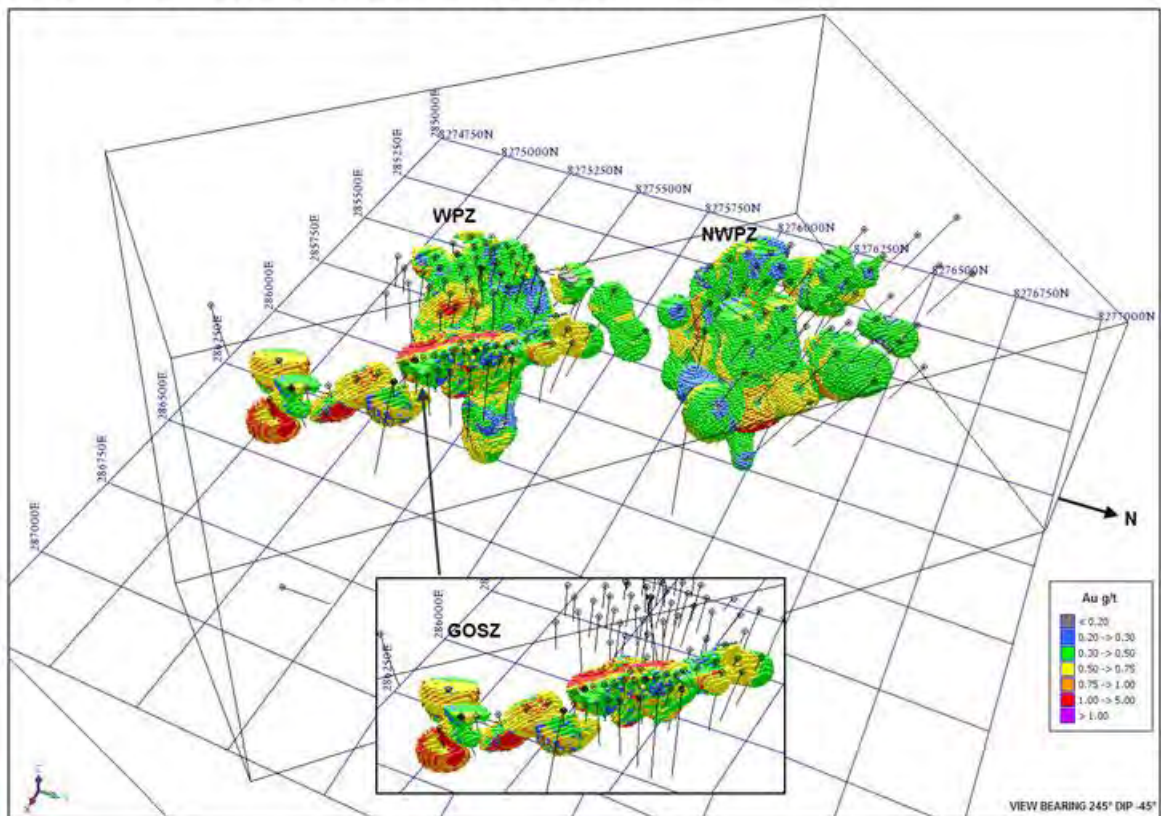 285000E
8274750N
285250E
8275000N
285500E
8275250N
285750E
8275500N
WPZ
8275750N
NWPZ
8276000N
286000E
8276250N
286250E
8276500N
286500E
8276750N
8277000N
286750E
287000E
N
28
286000E
GOSZ
286250E
Au g/t
< 0.20
0.20 -> 0.30
0.30 -> 0.50
0.50 -> 0.75
0.75 -> 1.00
1.00 -> 5.00
> 1.00
VIEW BEARING 245° DIP -45°